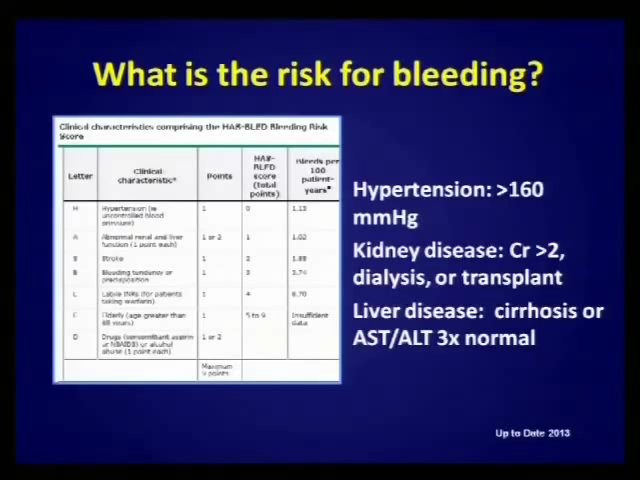 What is the risk for bleeding?
Clinical characteristics comprising the HAS-BLED Bleeding Risk
Score
Letter Clinical characteristic* Points HAS-BLED score (total points) Bleeds per 100 patient-years
H Hypertension (ie uncontrolled blood pressure) 1 0 1.13
A Abnormal renal and liver function (1 point each) 1 or 2 1 1.02
S Stroke 1 2 1.88
B Bleeding tendency or predisposition 1 3 3.74
L Labile INRs (for patients taking warfarin) 1 4 8.70
E Elderly (age greater than 65 years) 1 5 to 9 Insufficient data
D Drugs (concomitant aspirin or NSAIDS) or alcohol abuse (1 point each) 1 or 2
Maximum 9 points
Hypertension: >160
mmHg
Kidney disease: Cr >2,
dialysis, or transplant
Liver disease: cirrhosis or
AST/ALT 3x normal
Up to Date 2013